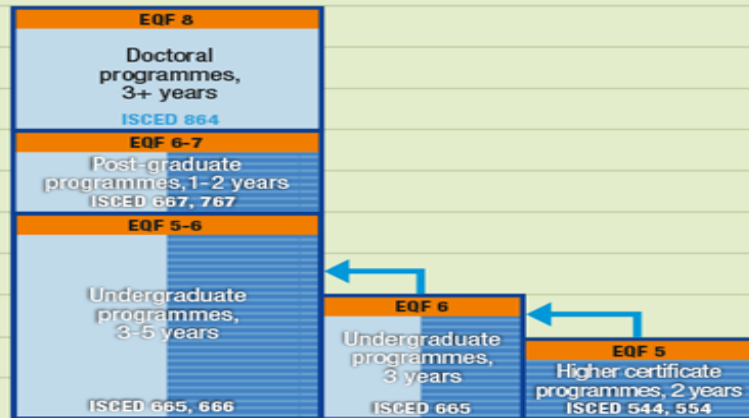 EQF 8
Doctoral
programmes,
3+ years
ISCED 864
EQF 6-7
Post-graduate
programmes,1-2 years
ISCED 667, 767
EQF 5-6
Undergraduate
programmes,
3-5 years
ISCED 665, 666
EQF 6
Undergraduate
programmes,
3 years
ISCED 665
EQF 5
Higher certificate
programmes, 2 years
ISCED 544, 554